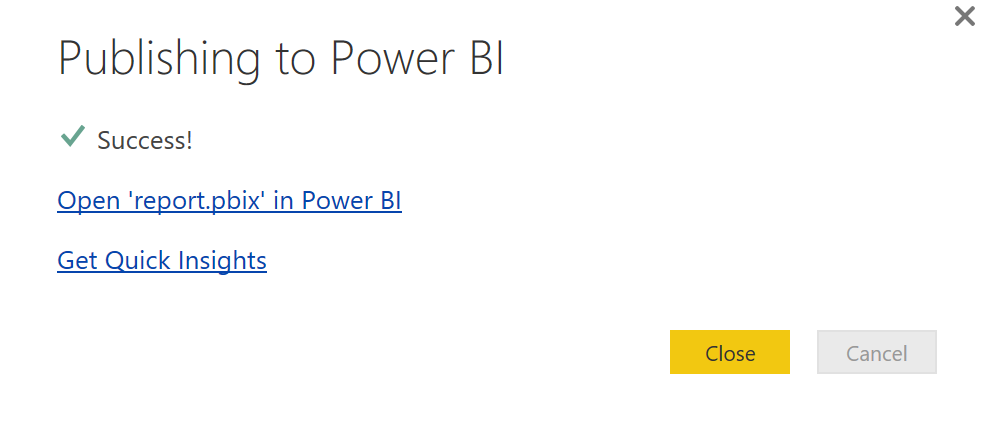 Publishing to Power BI
Success!
Open 'report.pbix' in Power BI
Get Quick Insights
Close
Cancel